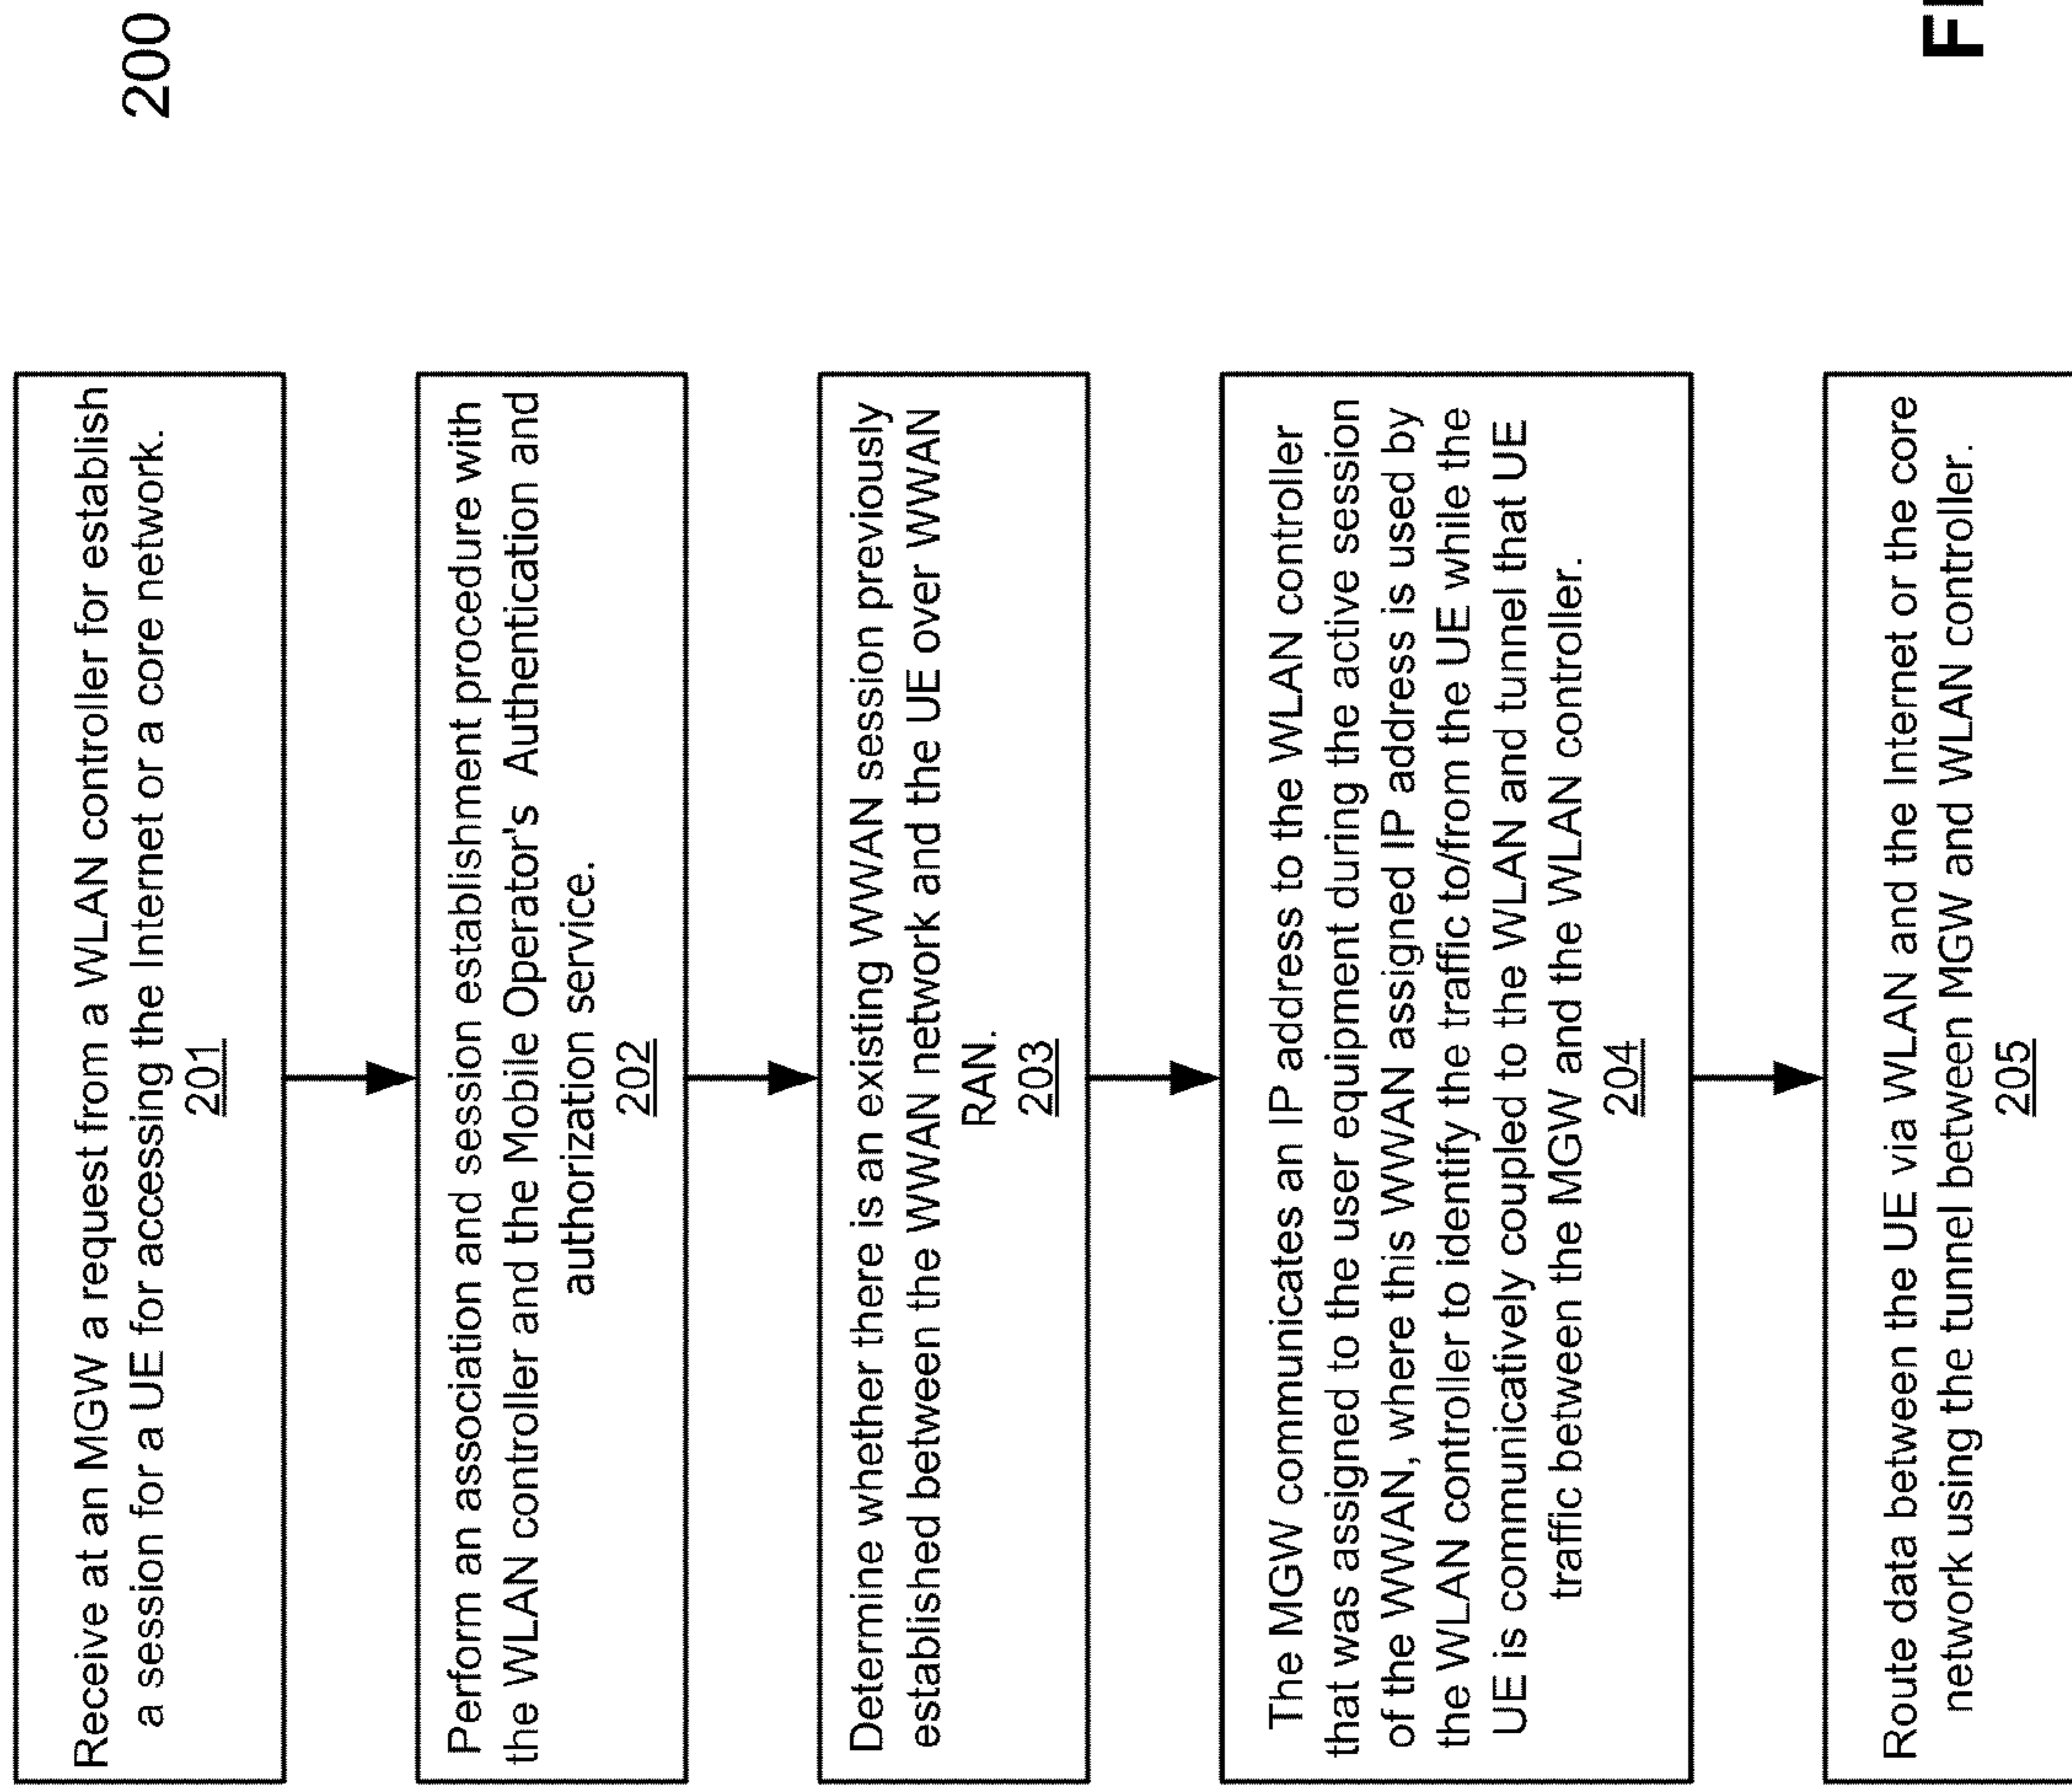 200
Receive at an MGW a request from a WLAN controller for establish
a session for a UE for accessing the Internet or a core network.
201
Perform an association and session establishment procedure with
the WLAN controller and the Mobile Operator's Authentication and
authorization service.
202
Determine whether there is an existing WWAN session previously
established between the WWAN network and the UE over WWAN
RAN.
203
The MGW communicates an IP address to the WLAN controller
that was assigned to the user equipment during the active session
of the WWAN, where this WWAN assigned IP address is used by
the WLAN controller to identify the traffic to/from the UE while the
UE is communicatively coupled to the WLAN and tunnel that UE
traffic between the MGW and the WLAN controller.
204
Route data between the UE via WLAN and the Internet or the core
network using the tunnel between MGW and WLAN controller.
205